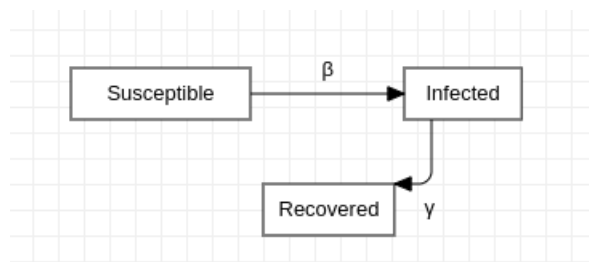 β
Susceptible
Infected
Recovered
γ